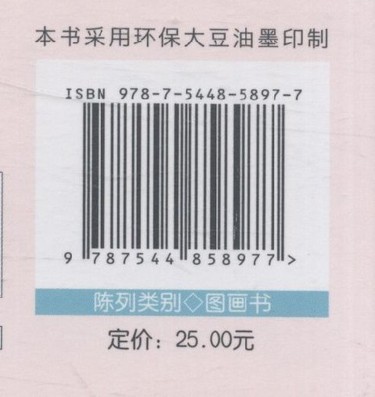 本书采用环保大豆油墨印制
ISBN 978-7-5448-5897-7
9 787544 858977 >
陈列类别◇图画书
定价：25.00元